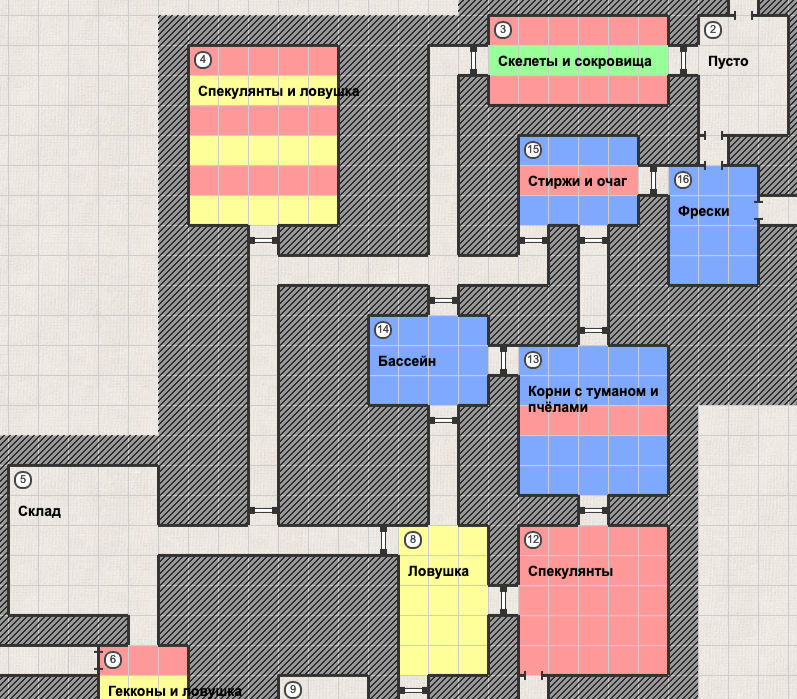 3
Скелеты и сокровища
2
Пусто
4
Спекулянты и ловушка
15
Стиржи и очаг
16
Фрески
14
Бассейн
13
Корни с туманом и
пчёлами
5
Склад
8
Ловушка
12
Спекулянты
6
Гекконы и ловушка
9